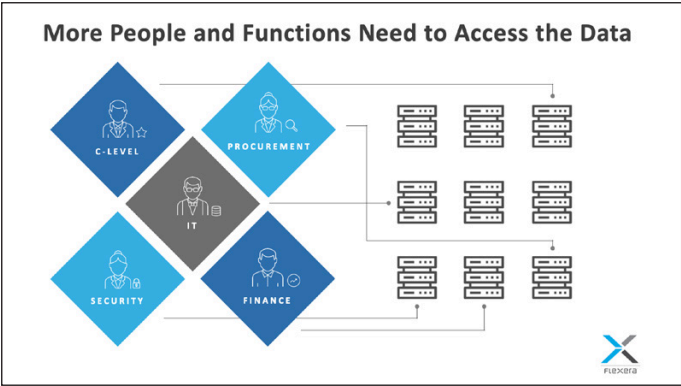 More People and Functions Need to Access the Data
C-LEVEL
PROCUREMENT
IT
SECURITY
FINANCE
FLEXERA